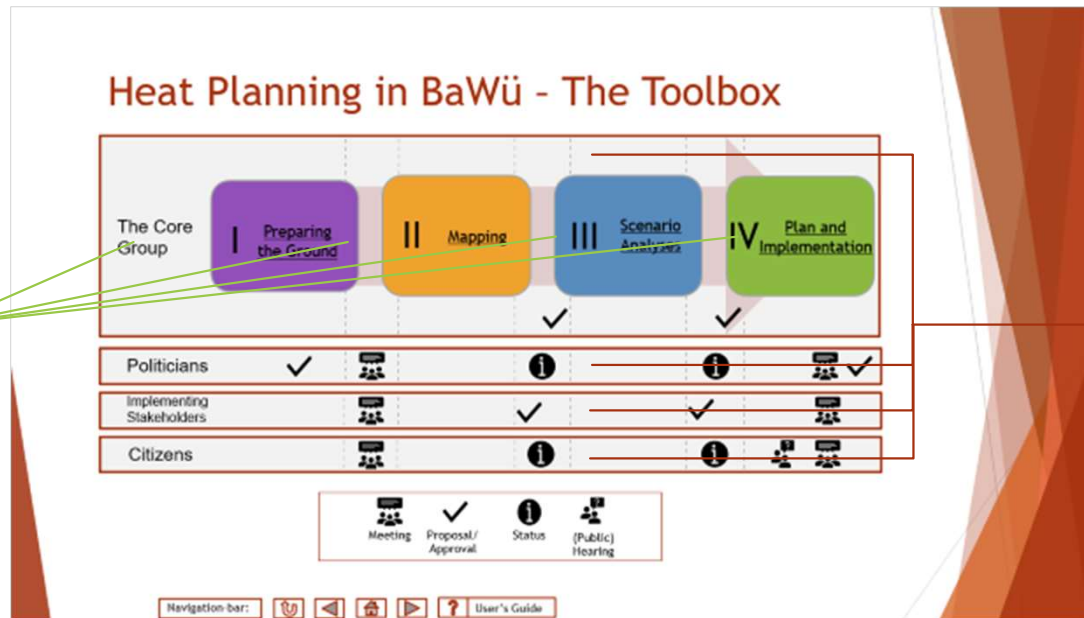 Heat Planning in BaWü – The Toolbox
The Core
Group
I
Preparing
the Ground
II
Mapping
III
Scenario
Analyses
IV
Plan and
Implementation
Politicians
Implementing
Stakeholders
Citizens
Meeting
Proposal/
Approval
Status
(Public)
Hearing
Navigation-bar:
? User's Guide